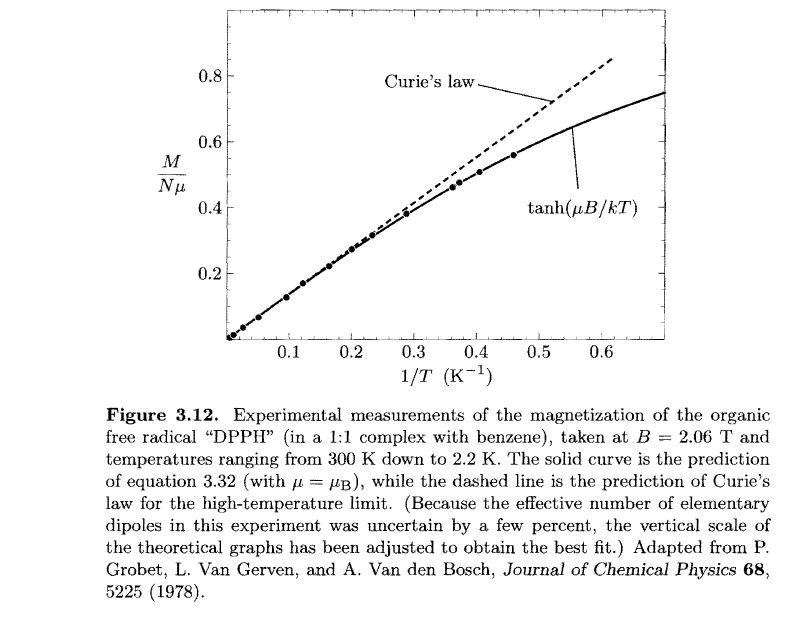 0.8
Curie's law
0.6
M
Nμ
0.4
tanh(μB/kT)
0.2
0.1 0.2 0.3 0.4 0.5 0.6
1/T (K⁻¹)
Figure 3.12. Experimental measurements of the magnetization of the organic
free radical “DPPH” (in a 1:1 complex with benzene), taken at B = 2.06 T and
temperatures ranging from 300 K down to 2.2 K. The solid curve is the prediction
of equation 3.32 (with μ = μB), while the dashed line is the prediction of Curie's
law for the high-temperature limit. (Because the effective number of elementary
dipoles in this experiment was uncertain by a few percent, the vertical scale of
the theoretical graphs has been adjusted to obtain the best fit.) Adapted from P.
Grobet, L. Van Gerven, and A. Van den Bosch, Journal of Chemical Physics 68,
5225 (1978).